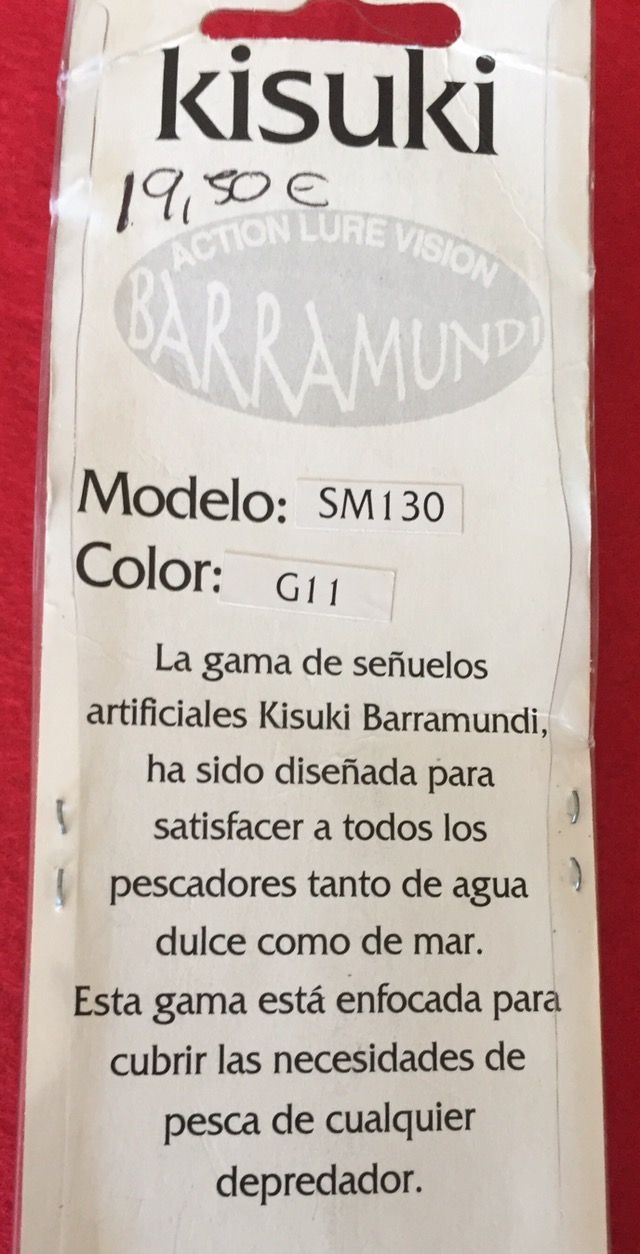 kisuki
19,50 €
ACTION LURE VISION
BARRAMUNDI
Modelo: SM130
Color: G11
La gama de señuelos
artificiales Kisuki Barramundi,
ha sido diseñada para
satisfacer a todos los
pescadores tanto de agua
dulce como de mar.
Esta gama está enfocada para
cubrir las necesidades de
pesca de cualquier
depredador.